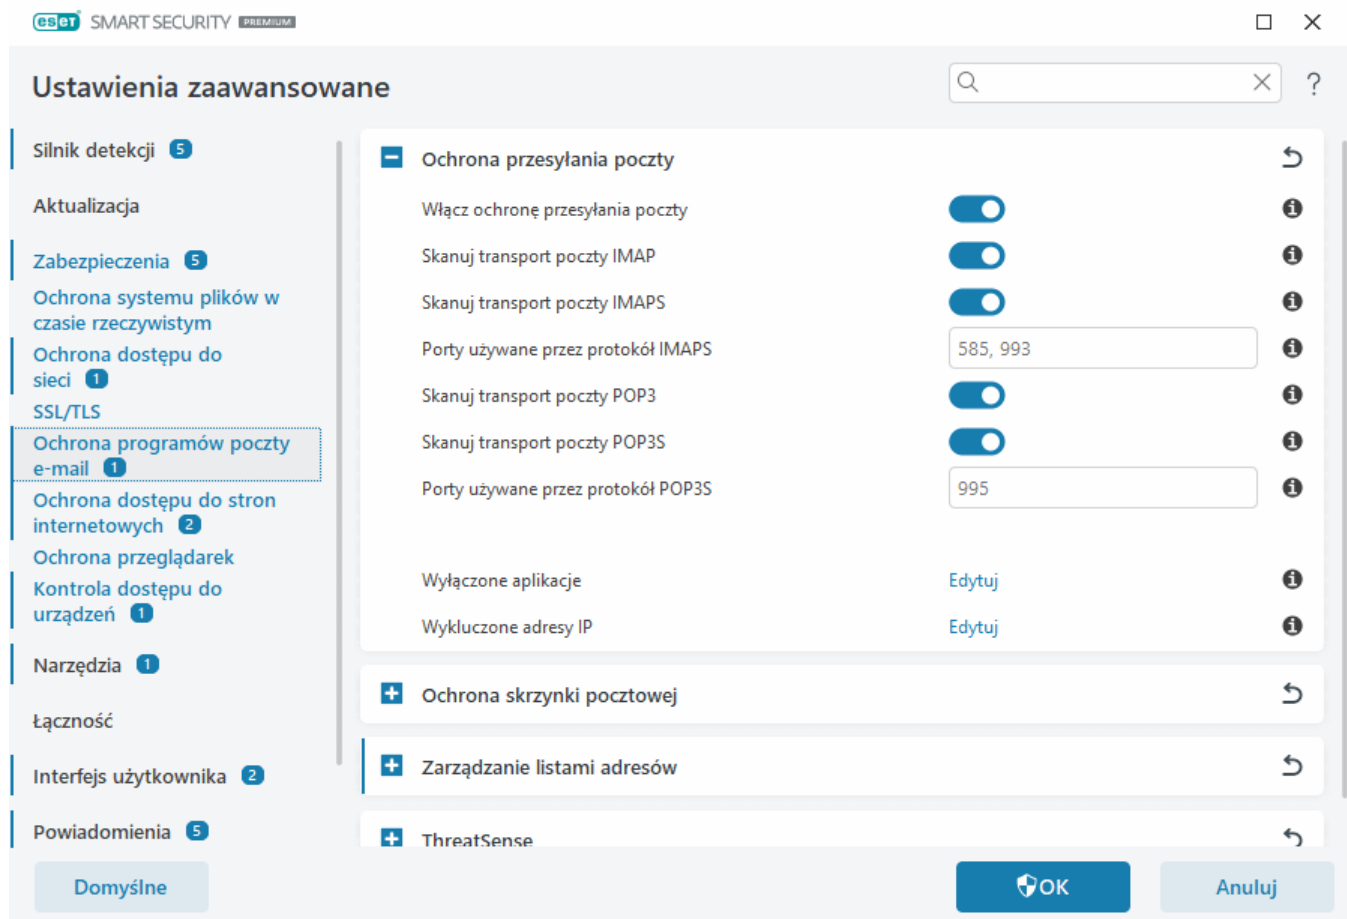 eset SMART SECURITY PREMIUM
Ustawienia zaawansowane
?
Silnik detekcji 5
Aktualizacja
Zabezpieczenia 5
Ochrona systemu plików w
czasie rzeczywistym
Ochrona dostępu do
sieci 1
SSL/TLS
Ochrona programów poczty
e-mail 1
Ochrona dostępu do stron
internetowych 2
Ochrona przeglądarek
Kontrola dostępu do
urządzeń 1
Narzędzia 1
Łączność
Interfejs użytkownika 2
Powiadomienia 5
Ochrona przesyłania poczty
Włącz ochronę przesyłania poczty
Skanuj transport poczty IMAP
Skanuj transport poczty IMAPS
Porty używane przez protokół IMAPS 585, 993
Skanuj transport poczty POP3
Skanuj transport poczty POP3S
Porty używane przez protokół POP3S 995
Wyłączone aplikacje Edytuj
Wykluczone adresy IP Edytuj
Ochrona skrzynki pocztowej
Zarządzanie listami adresów
ThreatSense
Domyślne OK Anuluj